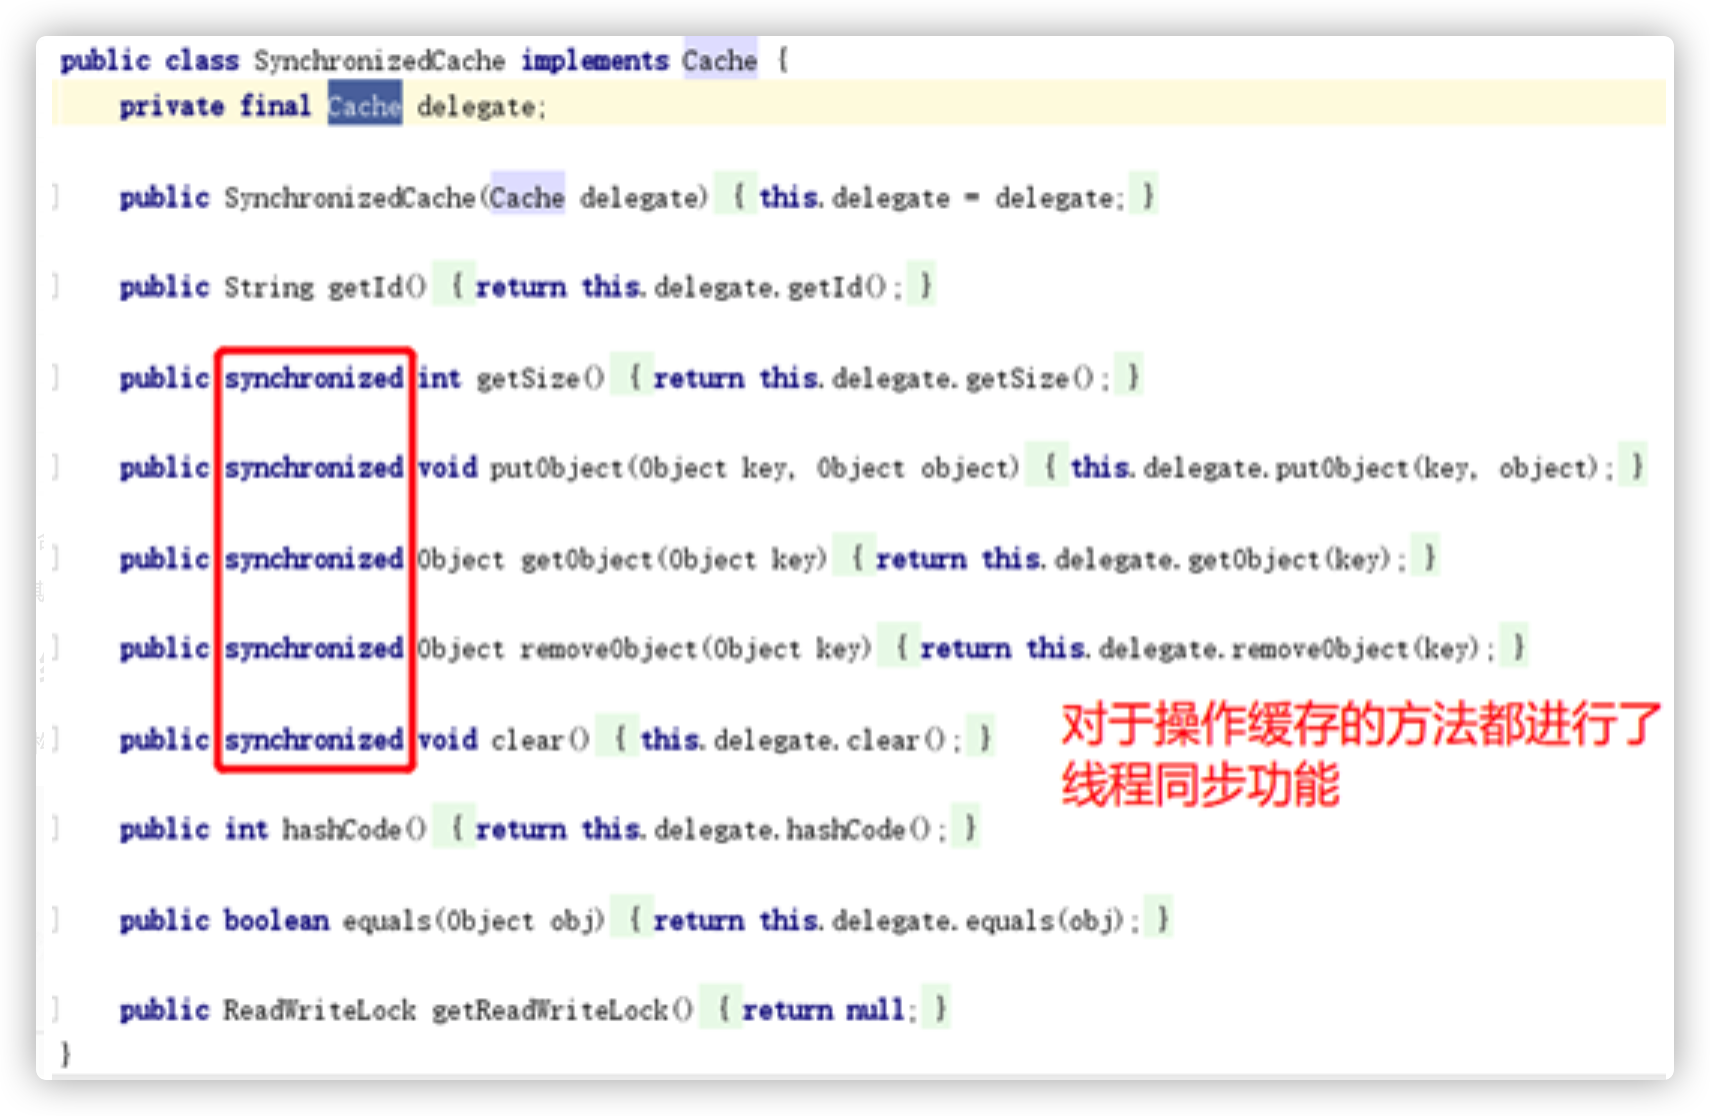 public class SynchronizedCache implements Cache {
private final Cache delegate;
public SynchronizedCache(Cache delegate) { this.delegate = delegate; }
public String getId() { return this.delegate.getId(); }
public synchronized int getSize() { return this.delegate.getSize(); }
public synchronized void putObject(Object key, Object object) { this.delegate.putObject(key, object); }
public synchronized Object getObject(Object key) { return this.delegate.getObject(key); }
public synchronized Object removeObject(Object key) { return this.delegate.removeObject(key); }
public synchronized void clear() { this.delegate.clear(); }
对于操作缓存的方法都进行了
线程同步功能
public int hashCode() { return this.delegate.hashCode(); }
public boolean equals(Object obj) { return this.delegate.equals(obj); }
public ReadWriteLock getReadWriteLock() { return null; }
}